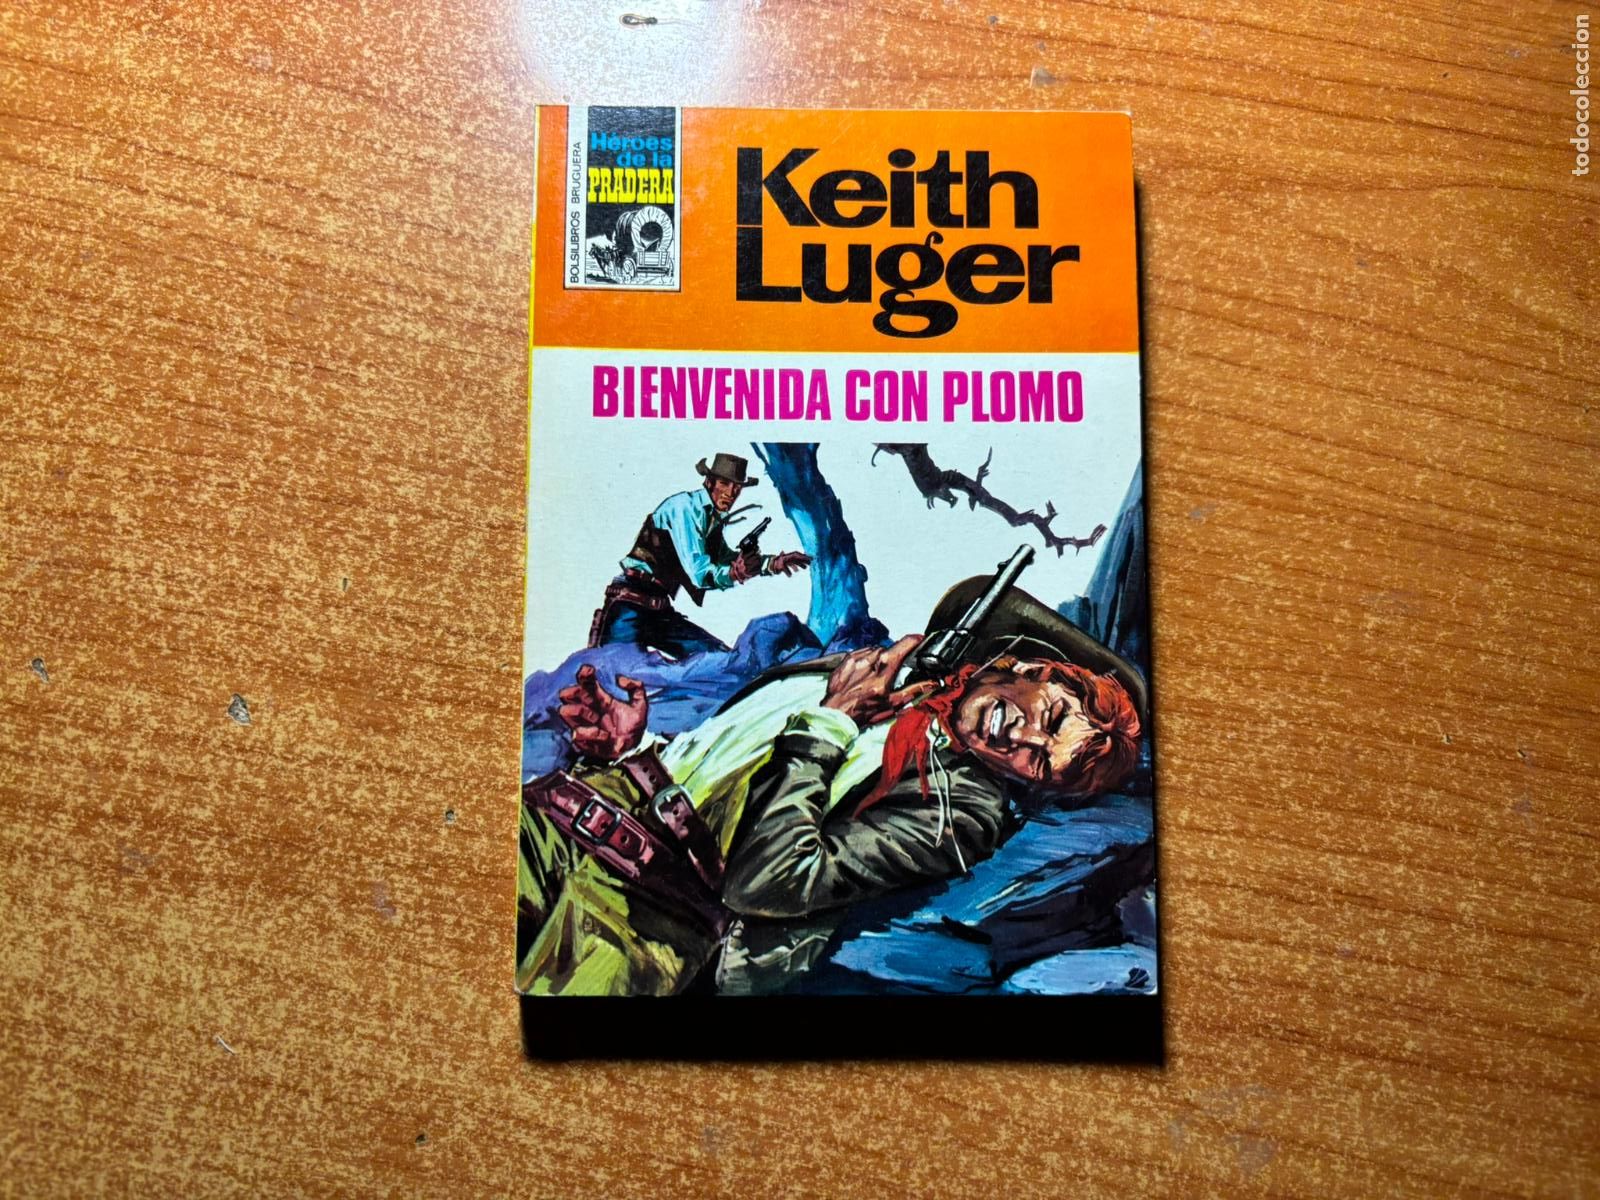 BOLSILIBROS BRUGUERA
Héroes
de la
PRADERA
Keith
Luger
BIENVENIDA CON PLOMO
todocoleccion